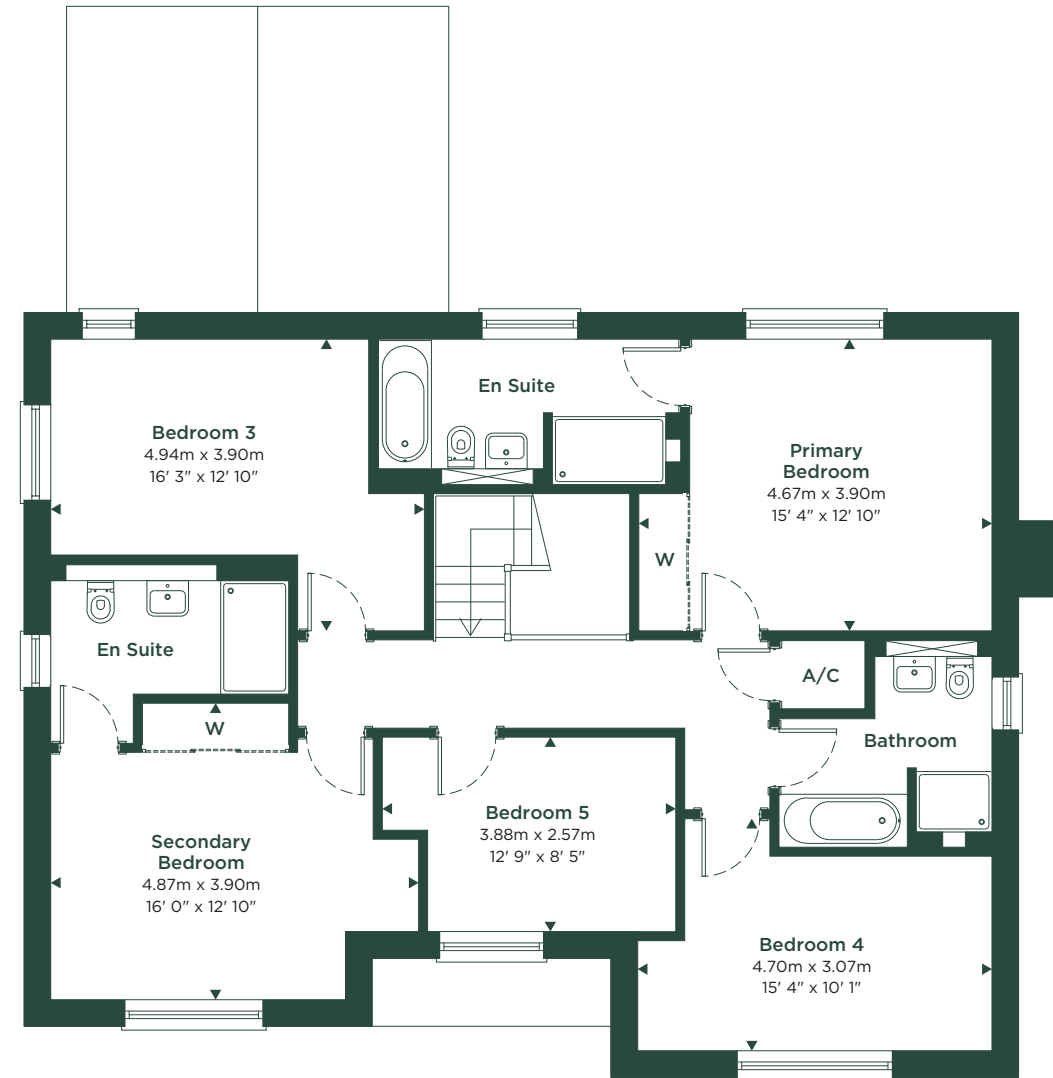 En Suite
Bedroom 3
4.94m x 3.90m
16' 3" x 12' 10"
Primary
Bedroom
4.67m x 3.90m
15' 4" x 12' 10"
W
En Suite
A/C
W
Bathroom
Bedroom 5
3.88m x 2.57m
12' 9" x 8' 5"
Secondary
Bedroom
4.87m x 3.90m
16' 0" x 12' 10"
Bedroom 4
4.70m x 3.07m
15' 4" x 10' 1"